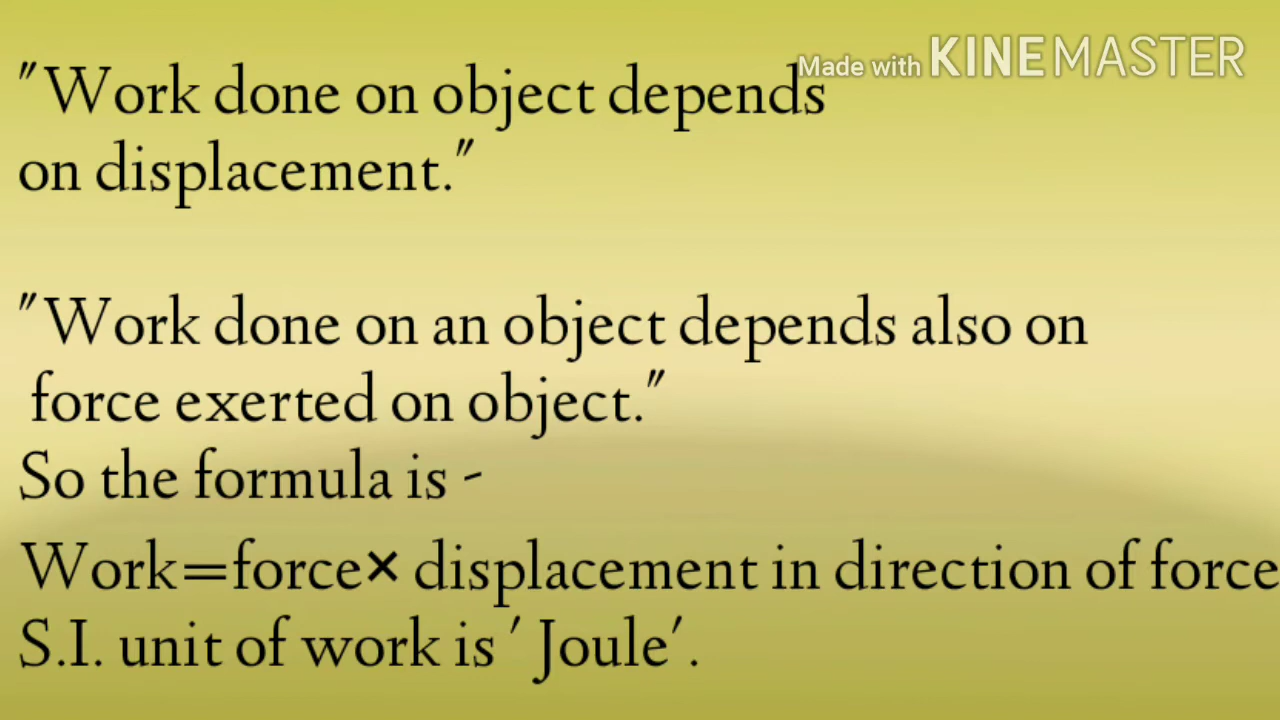 Made with KINEMASTER
"Work done on object depends
on displacement."
"Work done on an object depends also on
force exerted on object."
So the formula is -
Work=force× displacement in direction of force
S.I. unit of work is ' Joule'.